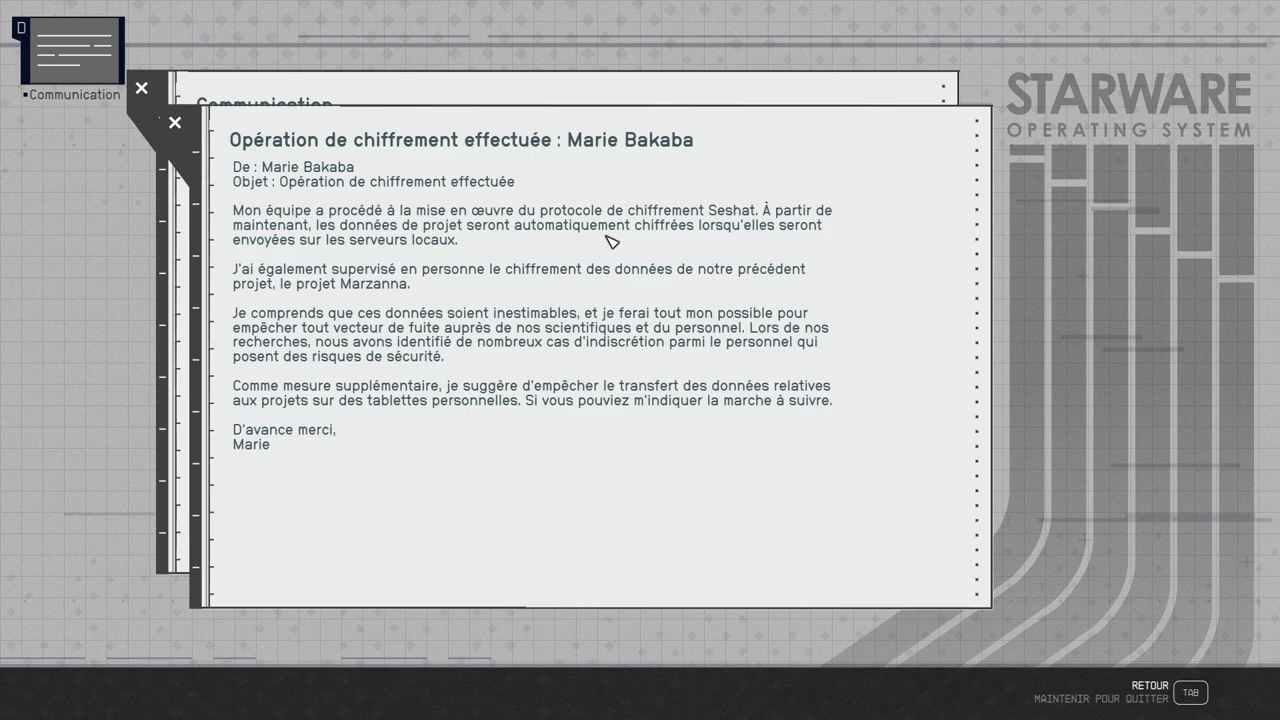 D
Communication
STARWARE
OPERATING SYSTEM
Communication
Opération de chiffrement effectuée : Marie Bakaba
De : Marie Bakaba
Objet : Opération de chiffrement effectuée
Mon équipe a procédé à la mise en œuvre du protocole de chiffrement Seshat. À partir de
maintenant, les données de projet seront automatiquement chiffrées lorsqu'elles seront
envoyées sur les serveurs locaux.
J'ai également supervisé en personne le chiffrement des données de notre précédent
projet, le projet Marzanna.
Je comprends que ces données soient inestimables, et je ferai tout mon possible pour
empêcher tout vecteur de fuite auprès de nos scientifiques et du personnel. Lors de nos
recherches, nous avons identifié de nombreux cas d'indiscrétion parmi le personnel qui
posent des risques de sécurité.
Comme mesure supplémentaire, je suggère d'empêcher le transfert des données relatives
aux projets sur des tablettes personnelles. Si vous pouviez m'indiquer la marche à suivre.
D'avance merci,
Marie
RETOUR
MAINTENIR POUR QUITTER
TAB